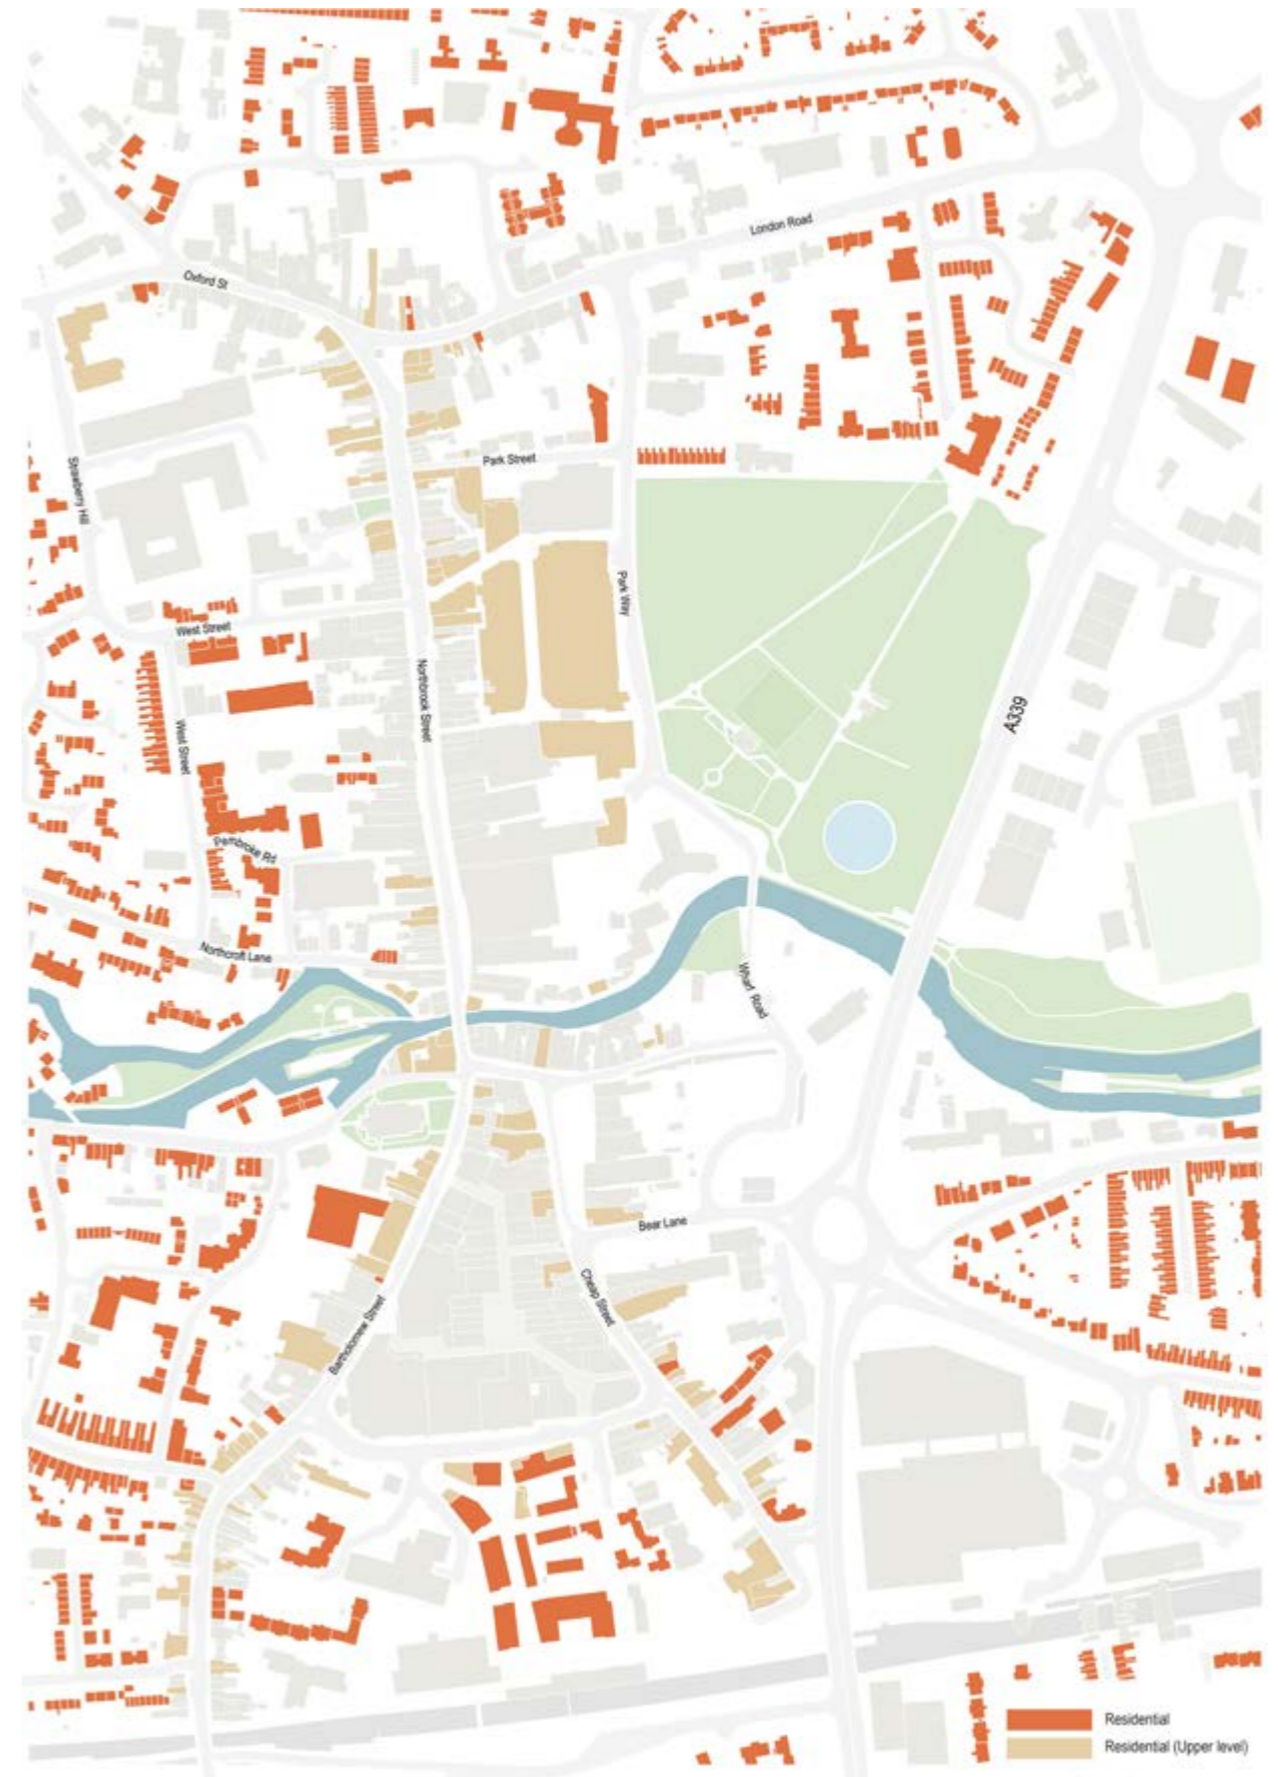 London Road
Oxford St
Park Street
Strawberry Hill
Park Way
West Street
Northbrook Street
A339
West Street
Pembroke Rd
Northcroft Lane
Wharf Road
Bear Lane
Cheap Street
Bartholomew Street
Residential
Residential (Upper level)